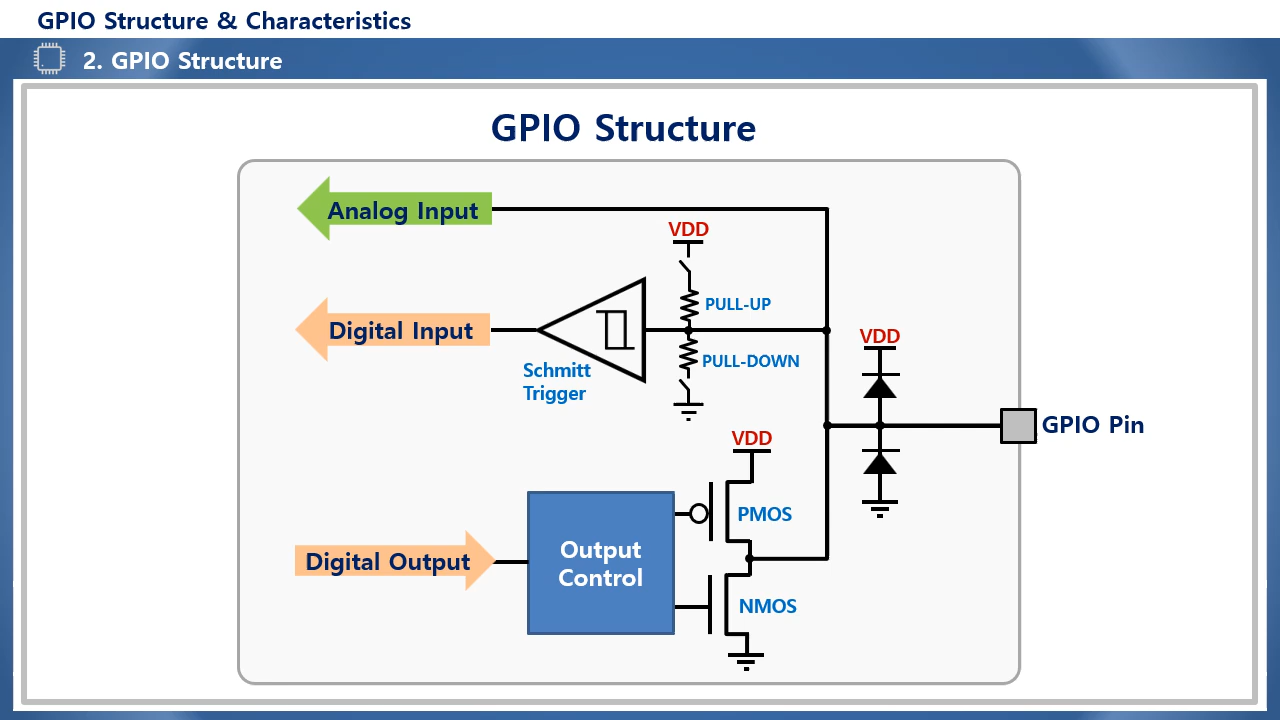 GPIO Structure & Characteristics
2. GPIO Structure
GPIO Structure
Analog Input
VDD
PULL-UP
Digital Input
VDD
PULL-DOWN
Schmitt
Trigger
GPIO Pin
VDD
PMOS
Output
Control
Digital Output
NMOS